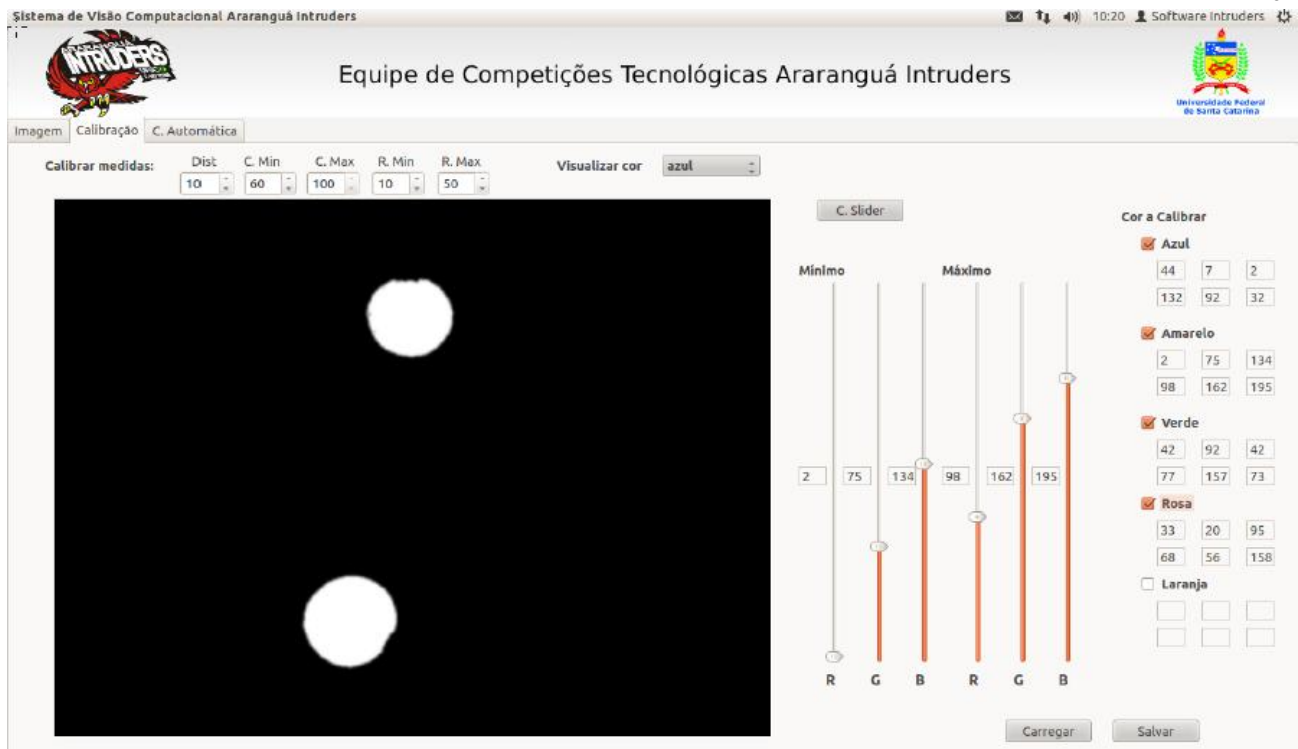 Sistema de Visão Computacional Araranguá Intruders
10:20 Software Intruders
ARARANGUÁ
INTRUDERS
Equipe de Competições Tecnológicas Araranguá Intruders
Universidade Federal
de Santa Catarina
Imagem Calibração C. Automática
Calibrar medidas: Dist C. Min C. Max R. Min R. Max Visualizar cor azul
10 60 100 10 50
C. Slider
Cor a Calibrar
Azul
Mínimo Máximo
44 7 2
132 92 32
Amarelo
2 75 134
98 162 195
Verde
42 92 42
2 75 134 98 162 195
77 157 73
Rosa
33 20 95
68 56 158
Laranja
R G B R G B
Carregar Salvar